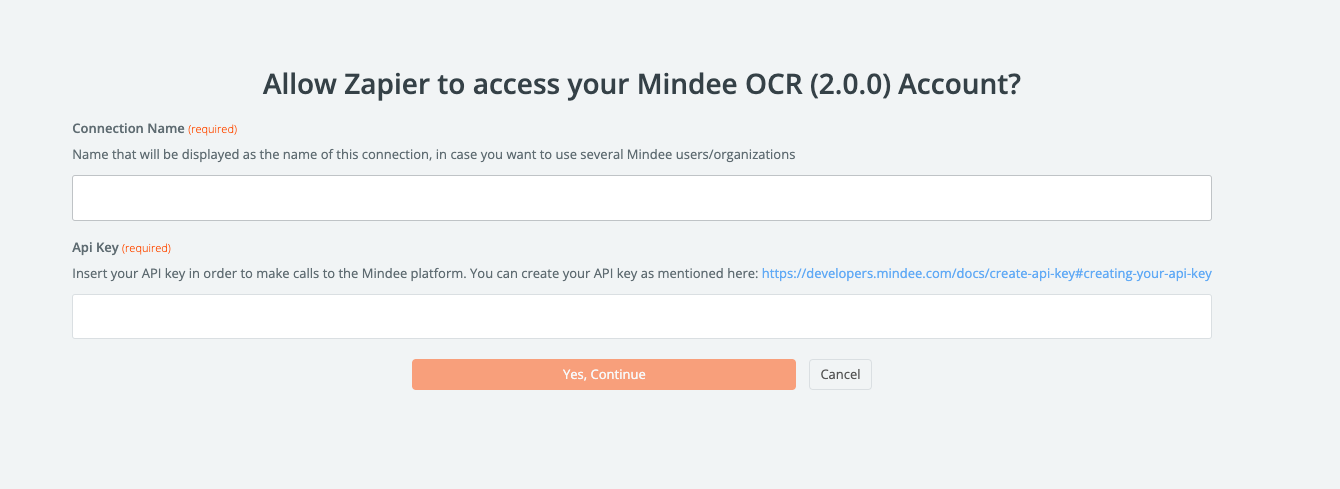 Allow Zapier to access your Mindee OCR (2.0.0) Account?
Connection Name (required)
Name that will be displayed as the name of this connection, in case you want to use several Mindee users/organizations
Api Key (required)
Insert your API key in order to make calls to the Mindee platform. You can create your API key as mentioned here: https://developers.mindee.com/docs/create-api-key#creating-your-api-key
Yes, Continue
Cancel